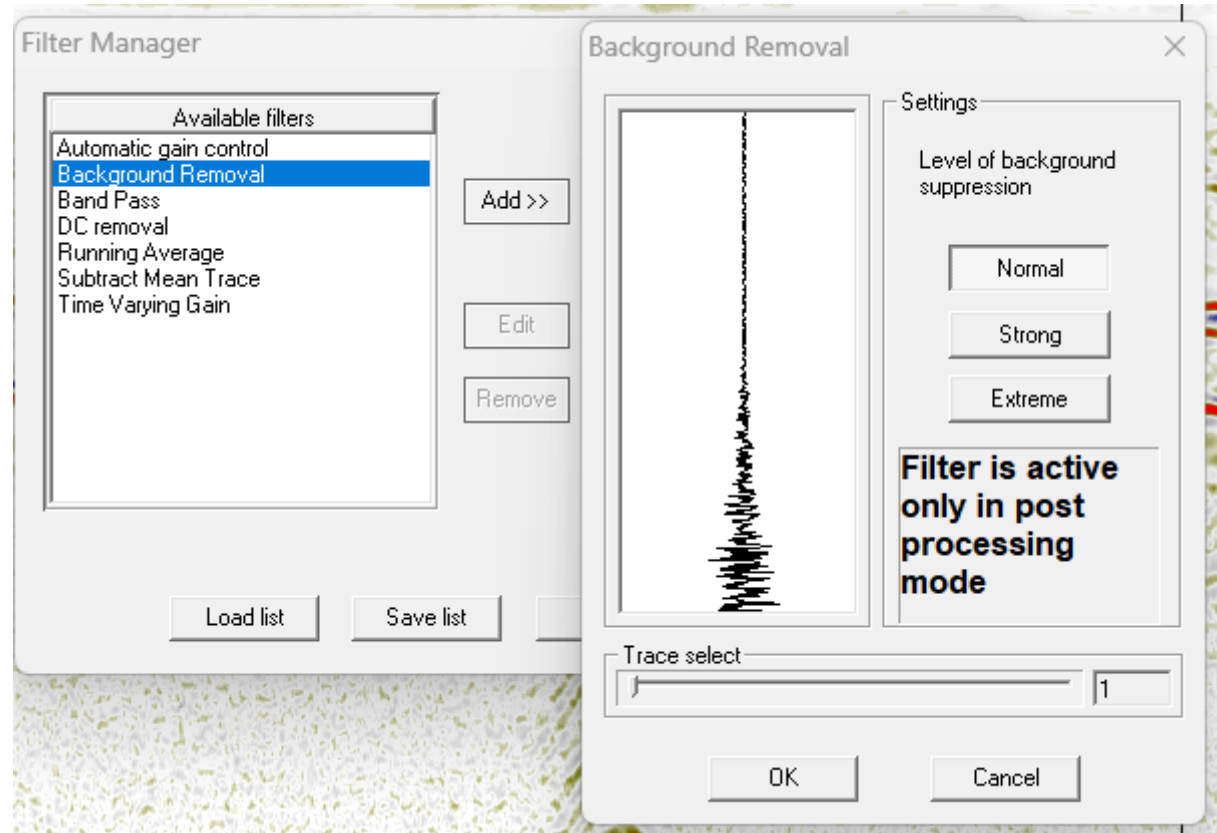 Filter Manager
Available filters
Automatic gain control
Background Removal
Band Pass
DC removal
Running Average
Subtract Mean Trace
Time Varying Gain
Add >>
Edit
Remove
Load list
Save list
Background Removal
Settings
Level of background
suppression
Normal
Strong
Extreme
Filter is active
only in post
processing
mode
Trace select
1
OK
Cancel